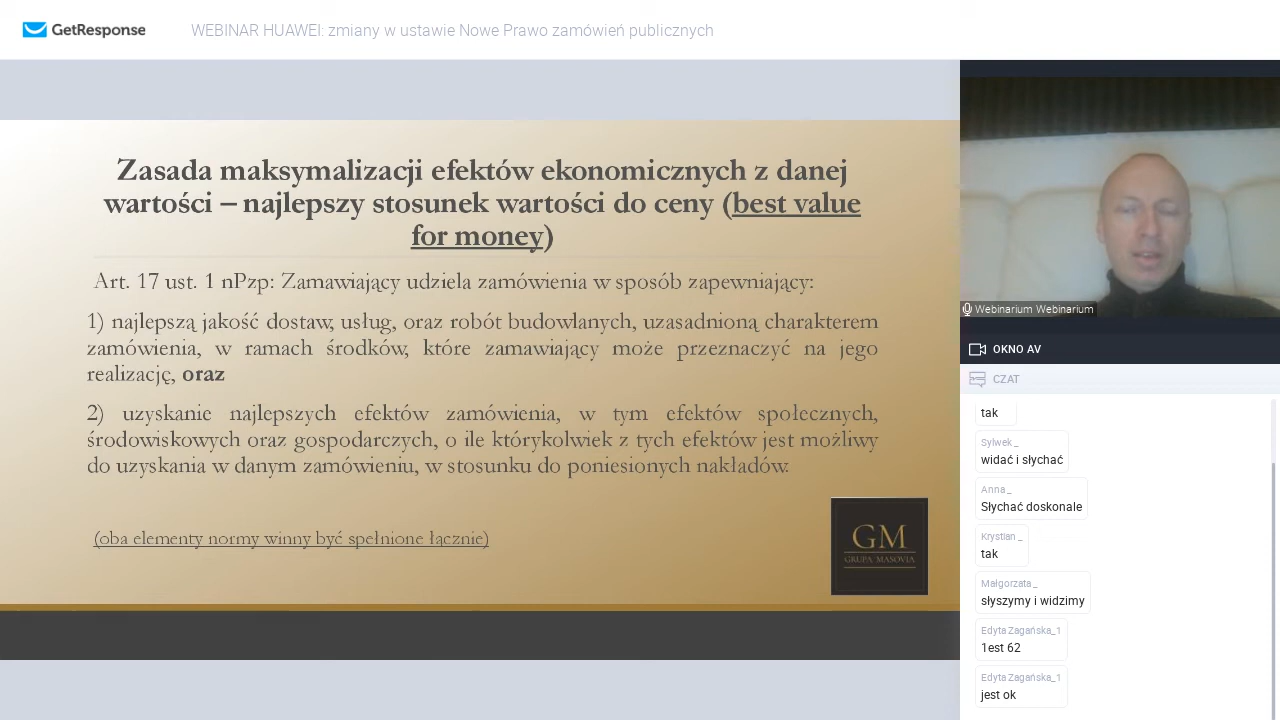 GetResponse
WEBINAR HUAWEI: zmiany w ustawie Nowe Prawo zamówień publicznych
Zasada maksymalizacji efektów ekonomicznych z danej
wartości – najlepszy stosunek wartości do ceny (best value
for money)
Art. 17 ust. 1 nPzp: Zamawiający udziela zamówienia w sposób zapewniający:
1) najlepszą jakość dostaw, usług, oraz robót budowlanych, uzasadnioną charakterem
zamówienia, w ramach środków, które zamawiający może przeznaczyć na jego
realizację, oraz
2) uzyskanie najlepszych efektów zamówienia, w tym efektów społecznych,
środowiskowych oraz gospodarczych, o ile którykolwiek z tych efektów jest możliwy
do uzyskania w danym zamówieniu, w stosunku do poniesionych nakładów.
(oba elementy normy winny być spełnione łącznie)
GM
GRUPA MASOVIA
Webinarium Webinarium
OKNO AV
CZAT
tak
Sylwek _
widać i słychać
Anna _
Słychać doskonale
Krystian _
tak
Małgorzata _
słyszymy i widzimy
Edyta Zagańska_1
1est 62
Edyta Zagańska_1
jest ok